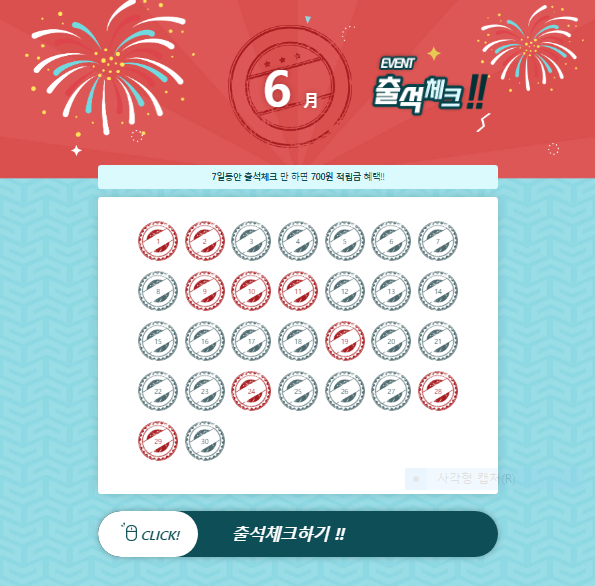 6 月
EVENT
출석체크 !!
7일동안 출석체크 만 하면 700원 적립금 혜택!!
1 2 3 4 5 6 7
8 9 10 11 12 13 14
15 16 17 18 19 20 21
22 23 24 25 26 27 28
29 30
사각형 캡처(R)
CLICK! 출석체크하기 !!